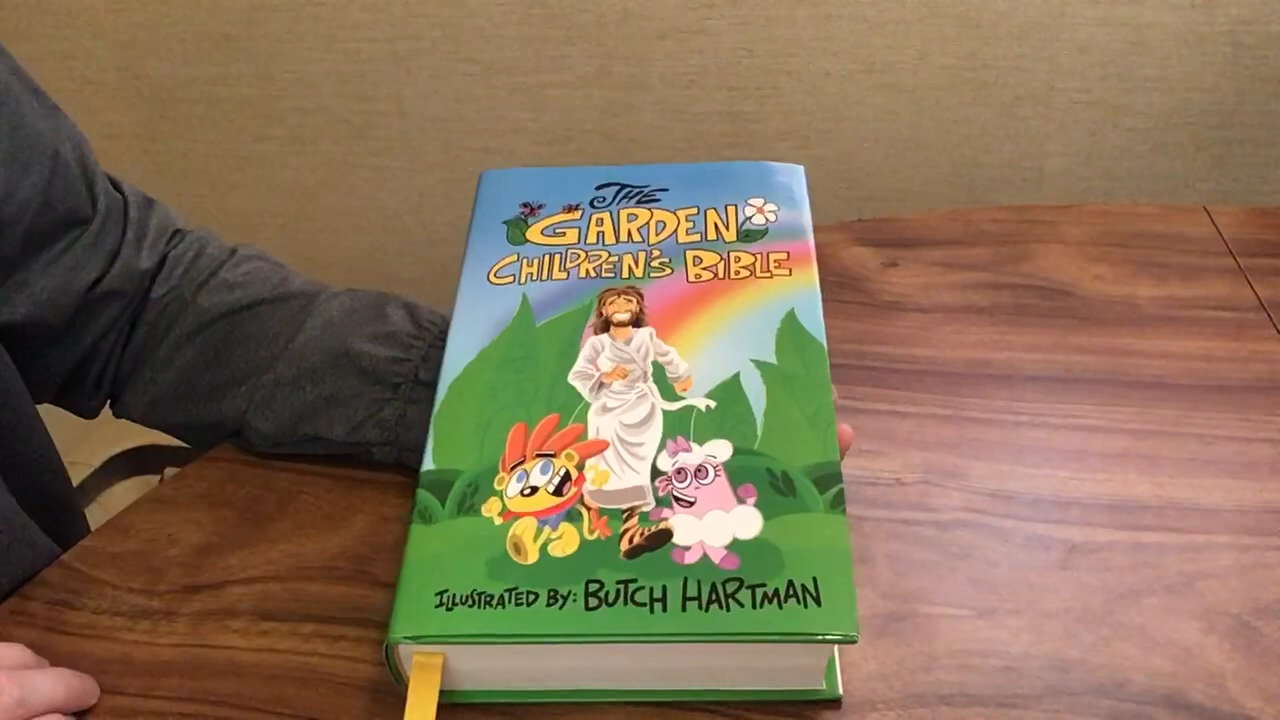 THE
GARDEN
CHILDREN'S BIBLE
ILLUSTRATED BY: BUTCH HARTMAN